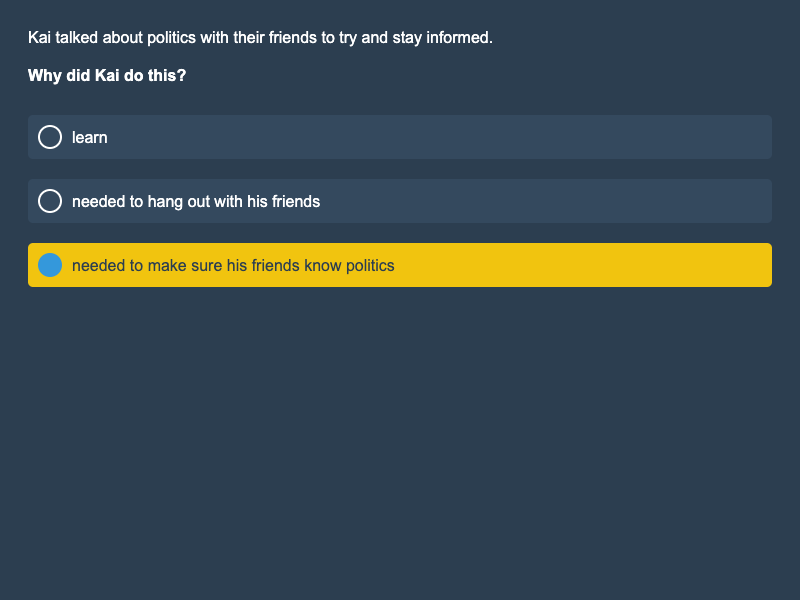 Kai talked about politics with their friends to try and stay informed.
Why did Kai do this?
learn
needed to hang out with his friends
needed to make sure his friends know politics